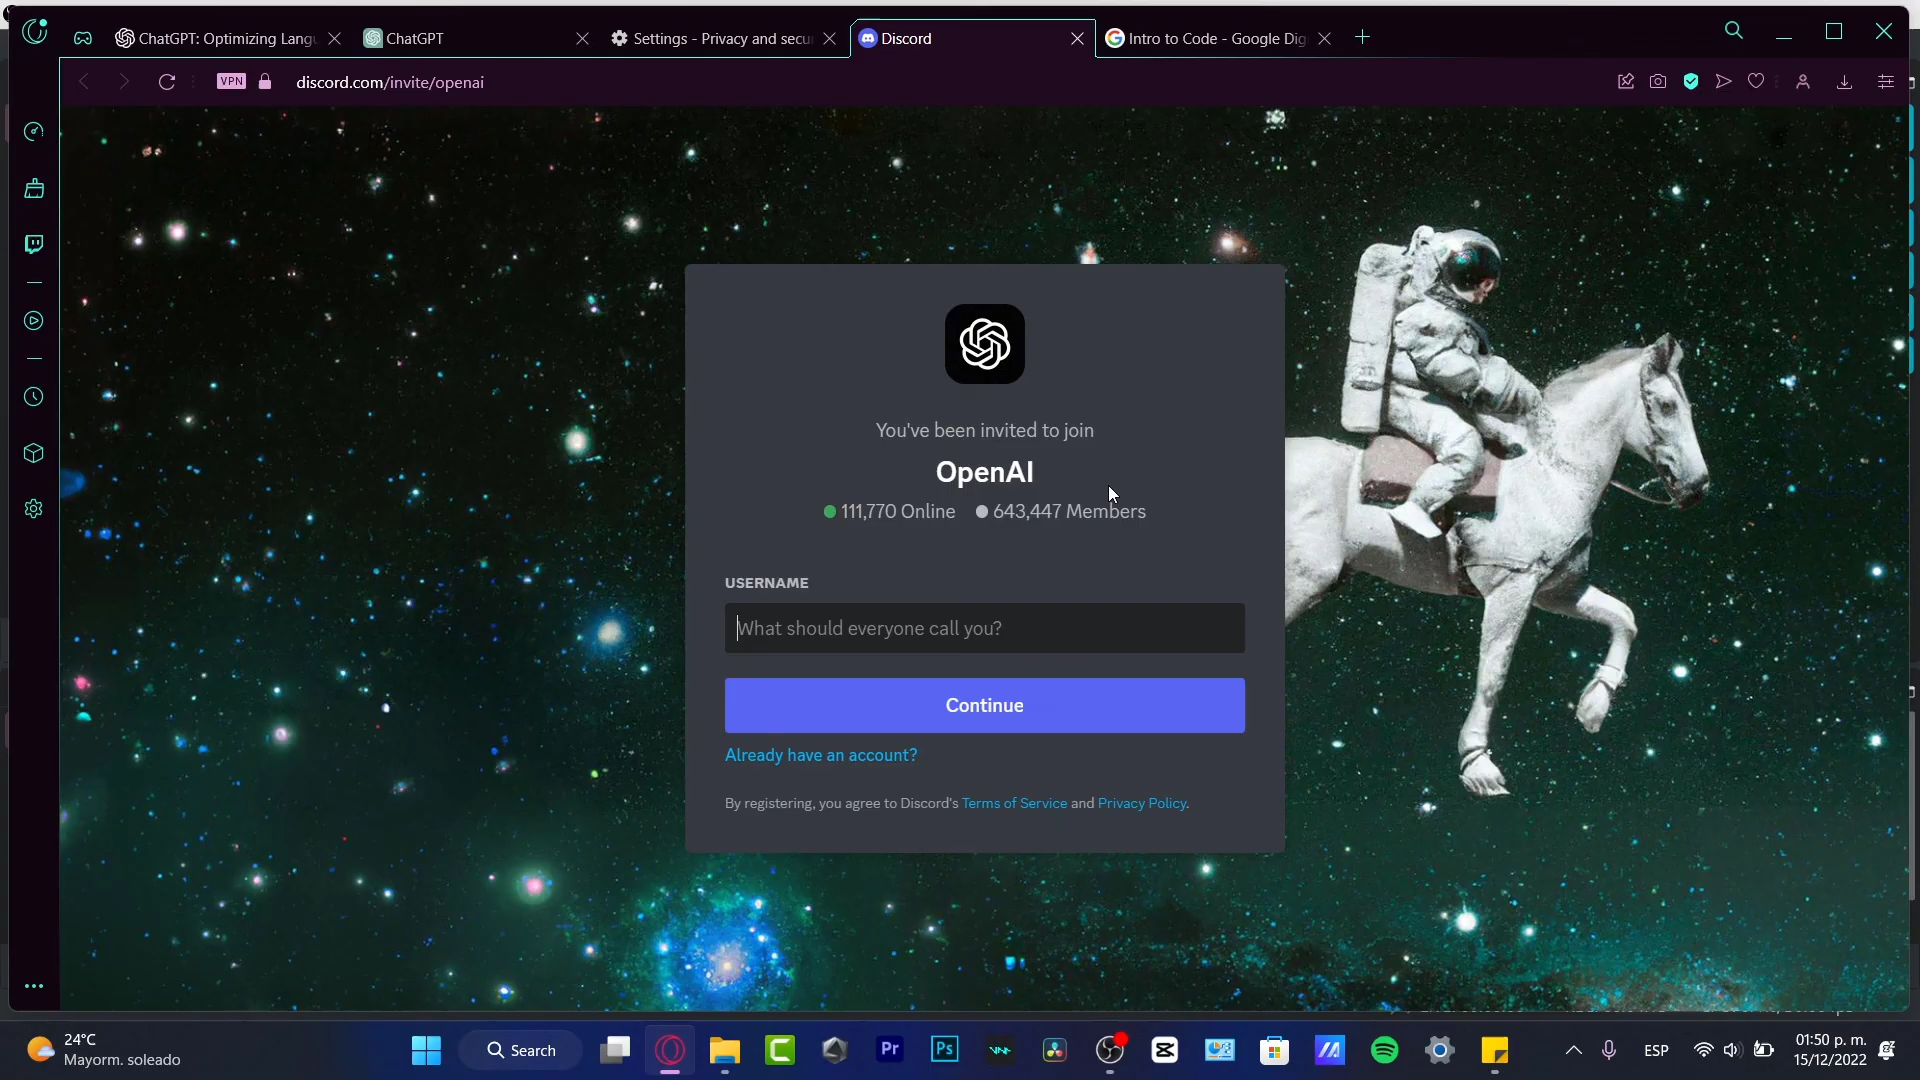 ChatGPT: Optimizing Langu
ChatGPT
Settings - Privacy and secu
Discord
Intro to Code - Google Dig
VPN
discord.com/invite/openai
You've been invited to join
OpenAI
111,770 Online
643,447 Members
USERNAME
What should everyone call you?
Continue
Already have an account?
By registering, you agree to Discord's Terms of Service and Privacy Policy.
24°C
Mayorm. soleado
Search
Pr
Ps
ESP
01:50 p. m.
15/12/2022